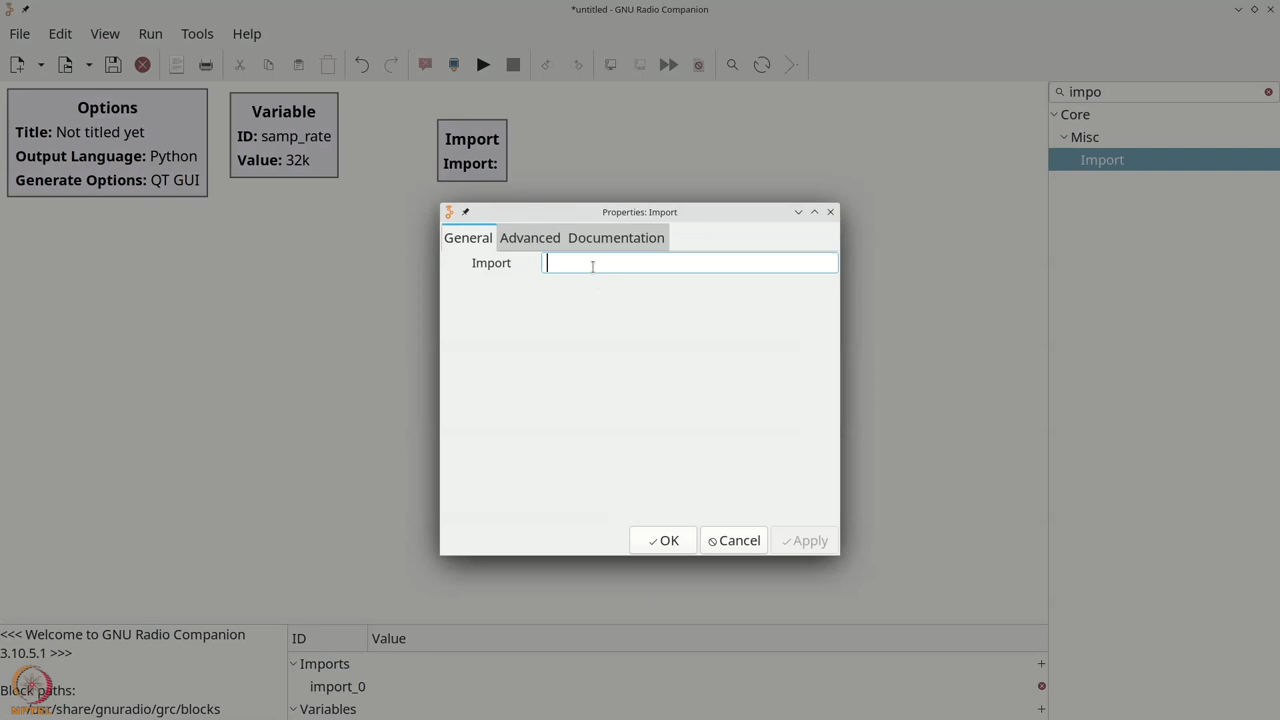 *untitled - GNU Radio Companion
File Edit View Run Tools Help
Options
Title: Not titled yet
Output Language: Python
Generate Options: QT GUI
Variable
ID: samp_rate
Value: 32k
Import
Import:
impo
Core
Misc
Import
Properties: Import
General Advanced Documentation
Import
OK Cancel Apply
<<< Welcome to GNU Radio Companion
3.10.5.1 >>>
Block paths:
/usr/share/gnuradio/grc/blocks
ID Value
Imports
import_0
Variables
NPTEL